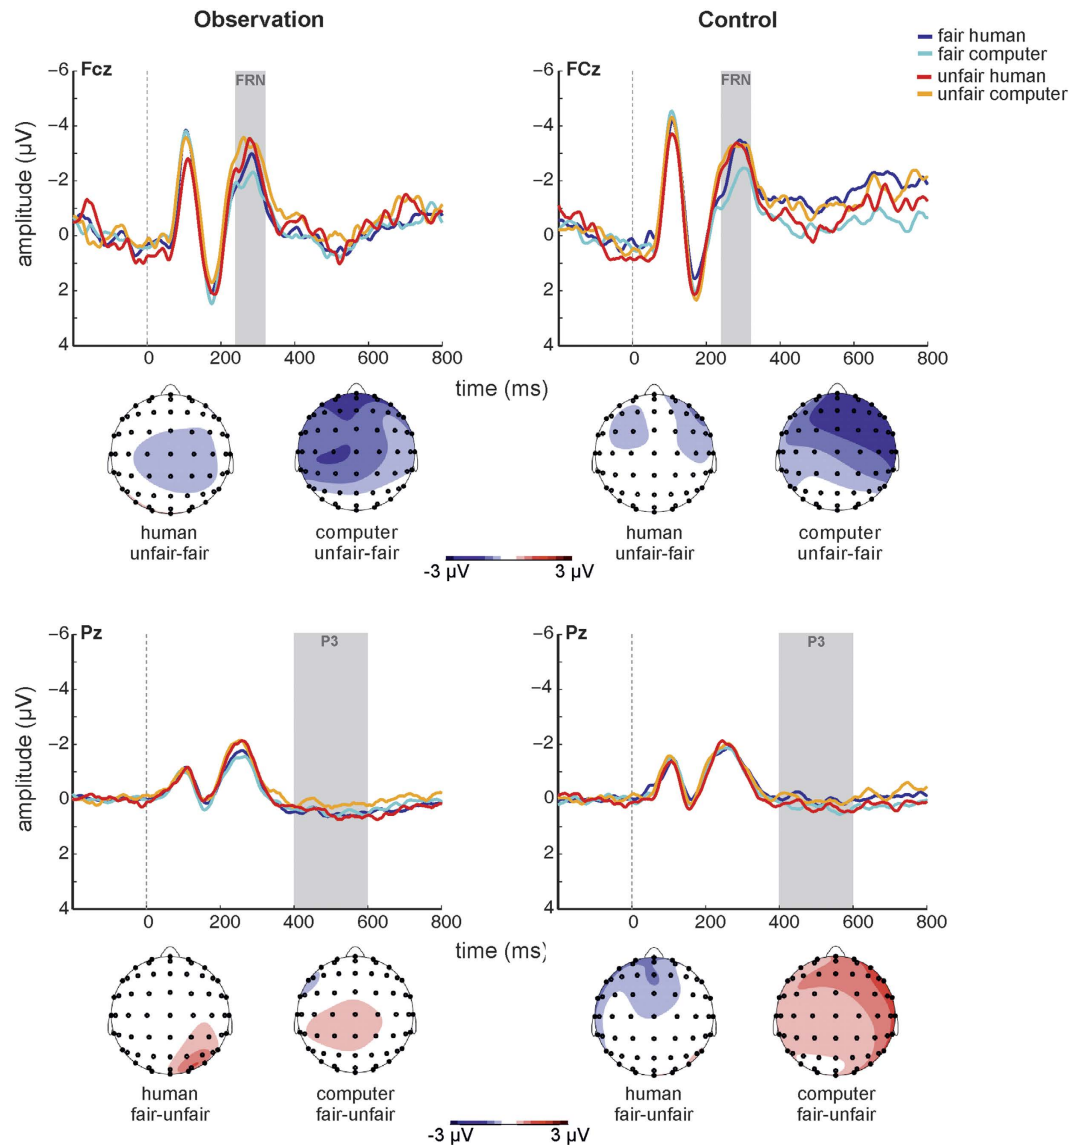 Observation
Control
fair human
fair computer
unfair human
unfair computer
Fcz
FRN
−6
−4
−2
0
2
4
amplitude (µV)
0 200 400 600 800
FCz
FRN
−6
−4
−2
0
2
4
0 200 400 600 800
time (ms)
human
unfair-fair
computer
unfair-fair
human
unfair-fair
computer
unfair-fair
-3 µV 3 µV
Pz
P3
−6
−4
−2
0
2
4
amplitude (µV)
0 200 400 600 800
Pz
P3
−6
−4
−2
0
2
4
0 200 400 600 800
time (ms)
human
fair-unfair
computer
fair-unfair
human
fair-unfair
computer
fair-unfair
-3 µV 3 µV